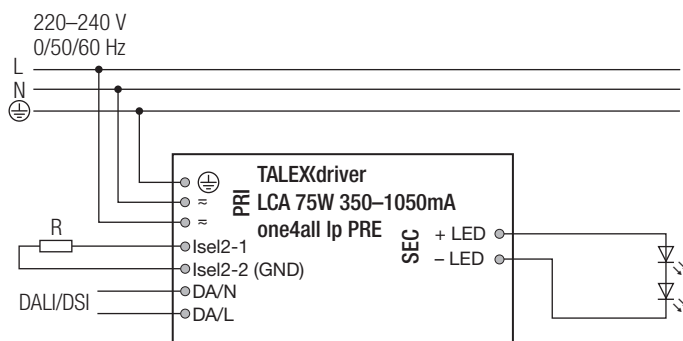 220–240 V
0/50/60 Hz
L
N
TALEXXdriver
LCA 75W 350–1050mA
one4all lp PRE
PRI
≂
≂
R
Isel2-1
Isel2-2 (GND)
DALI/DSI
DA/N
DA/L
SEC
+ LED
– LED